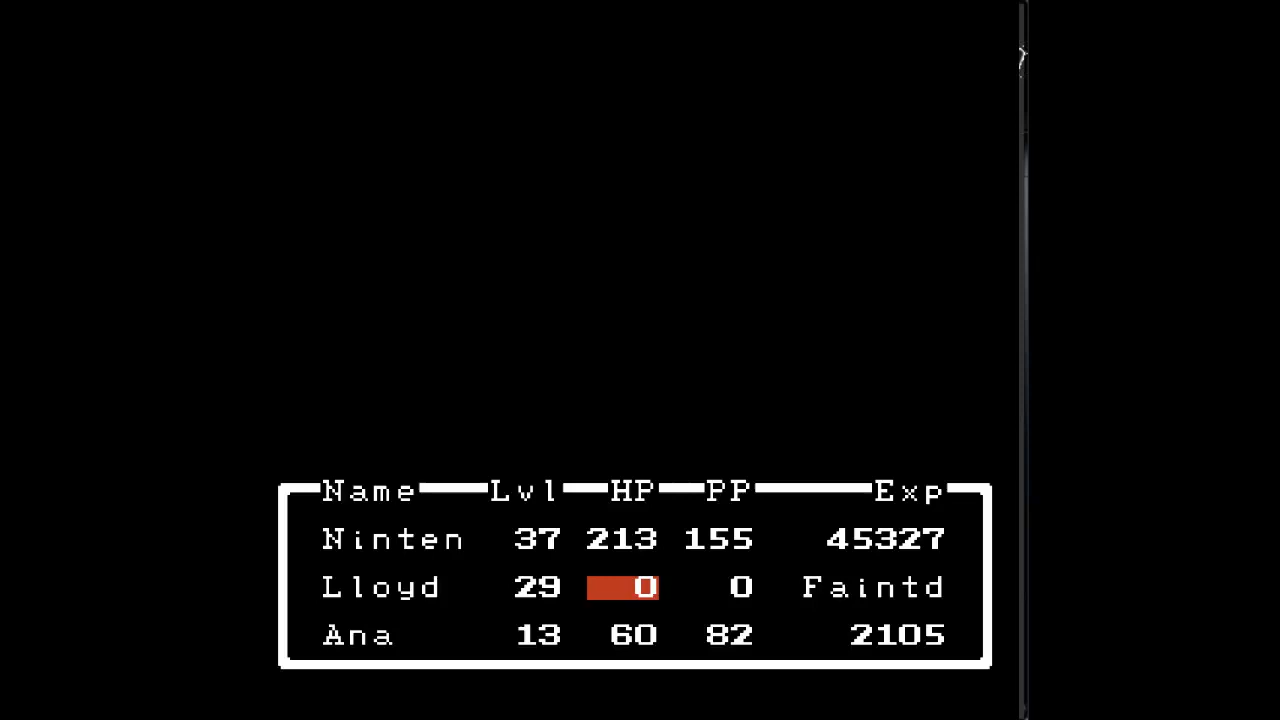 Name Lvl HP PP Exp
Ninten 37 213 155 45327
Lloyd 29 0 0 Faintd
Ana 13 60 82 2105